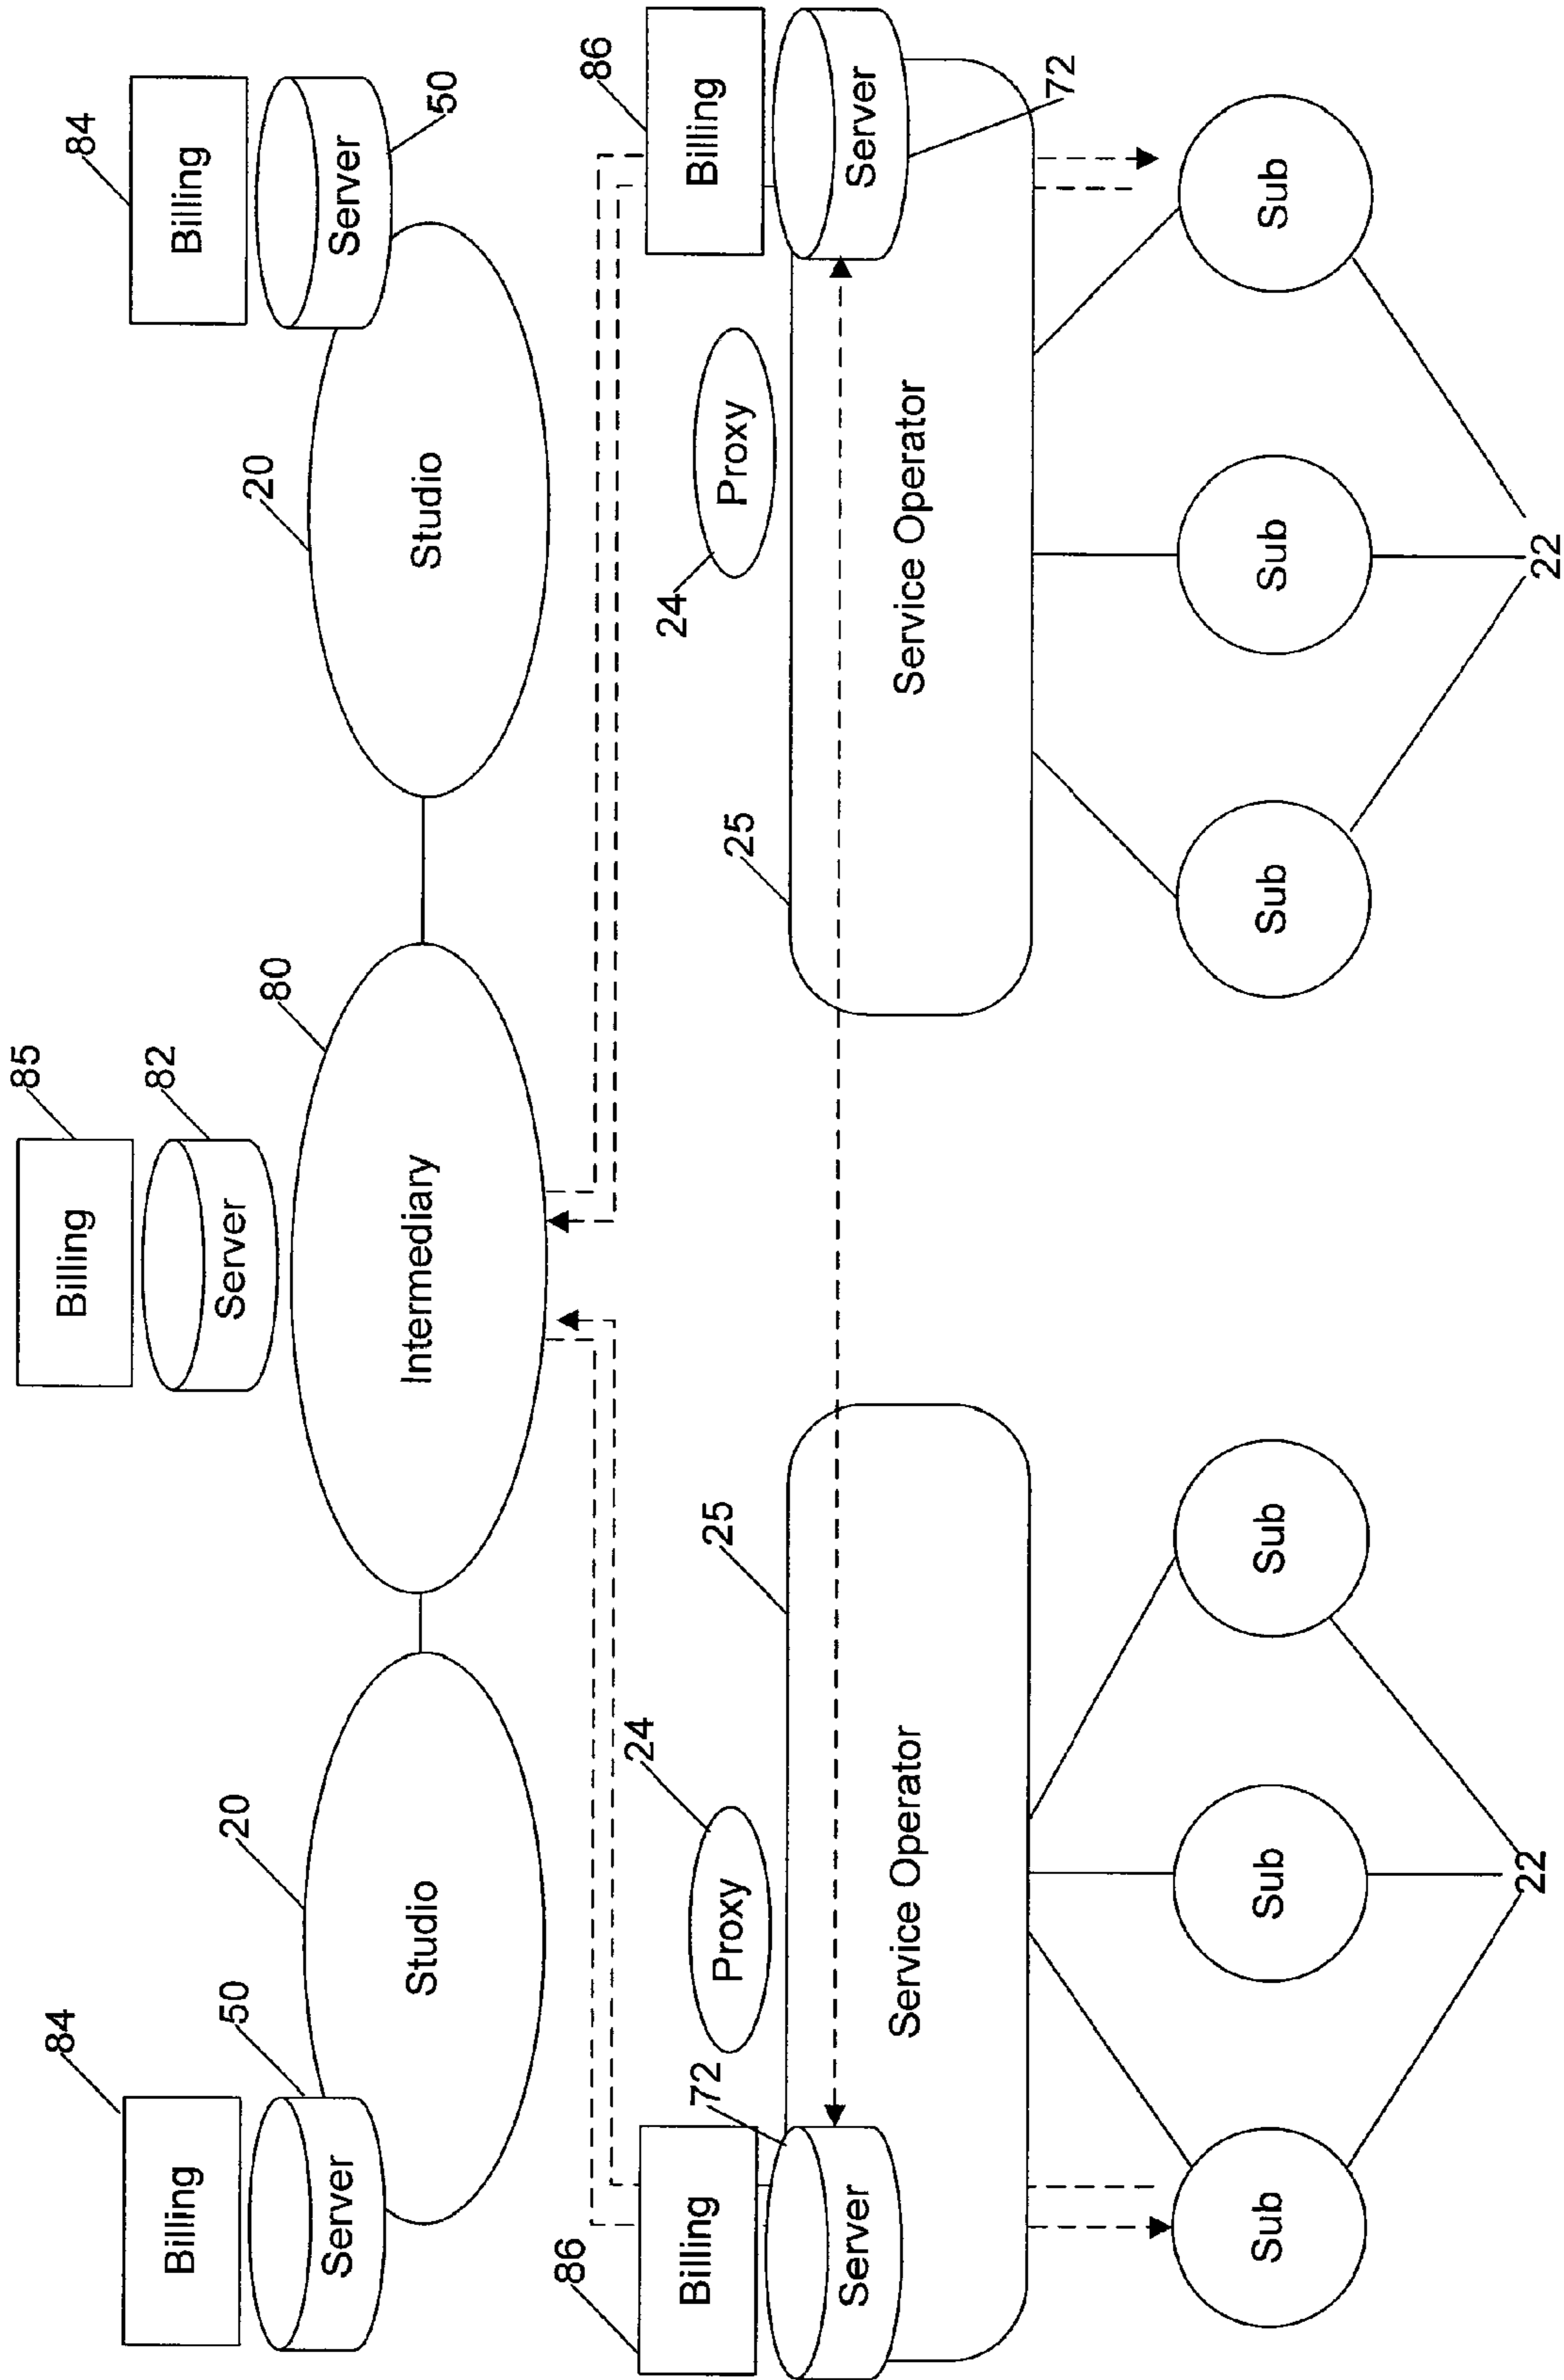 85
Billing
82
Server
80
Intermediary
84
Billing
50
Server
20
Studio
84
Billing
50
Server
20
Studio
86
Billing
72
Server
24
Proxy
25
Service Operator
24
Proxy
25
Service Operator
86
Billing
Server
72
Sub
Sub
Sub
22
Sub
Sub
Sub
22